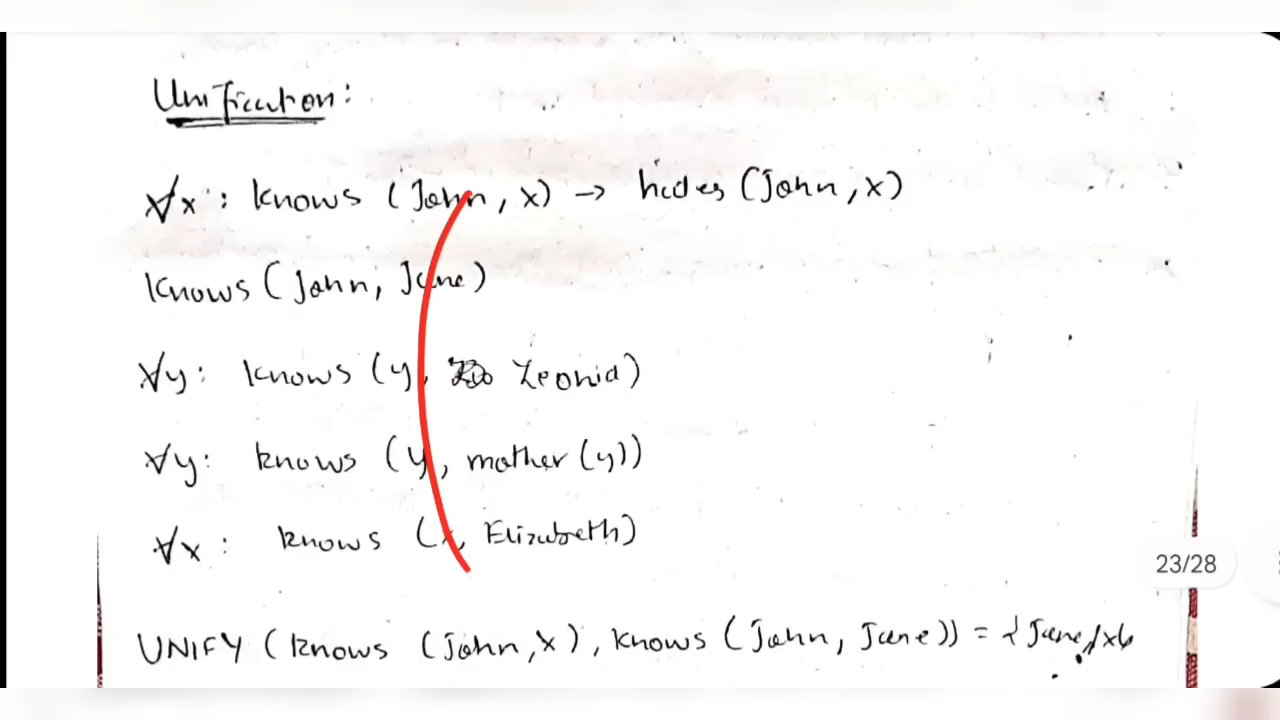 Unification:
∀x: knows (John, x) → hides (John, x)
knows (John, Jane)
∀y: knows (y, Leonid)
∀y: knows (y, mother (y))
∀x: knows (x, Elizabeth)
23/28
UNIFY (knows (John, x), knows (John, Jane)) = {Jane/x}